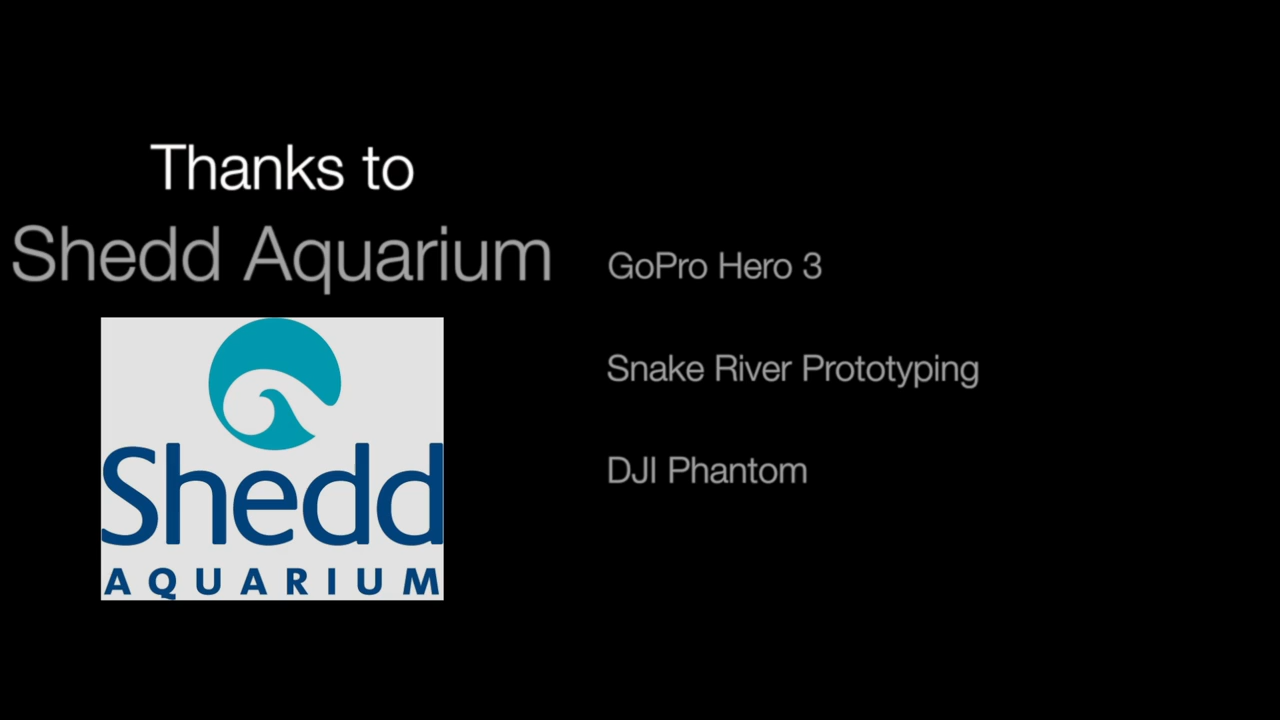 Thanks to
Shedd Aquarium
Shedd
AQUARIUM
GoPro Hero 3
Snake River Prototyping
DJI Phantom